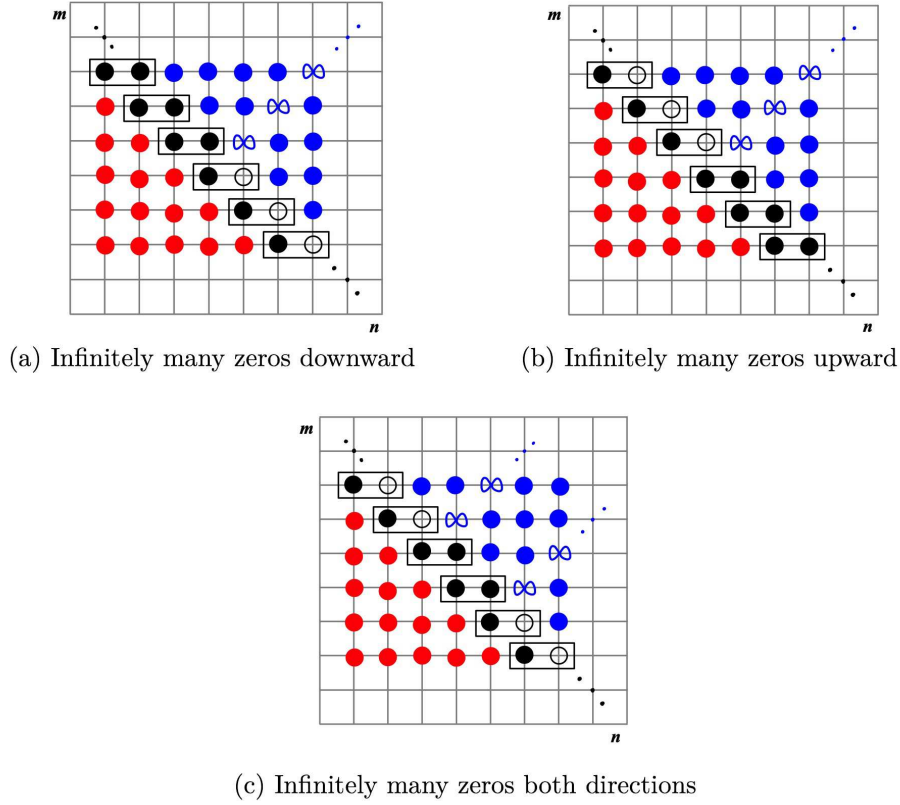 m
m
n
n
(a) Infinitely many zeros downward
(b) Infinitely many zeros upward
m
n
(c) Infinitely many zeros both directions